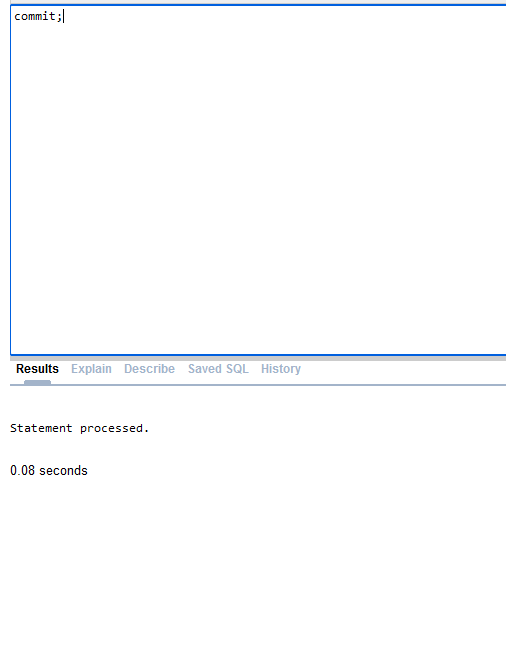 commit;
Results Explain Describe Saved SQL History
Statement processed.
0.08 seconds